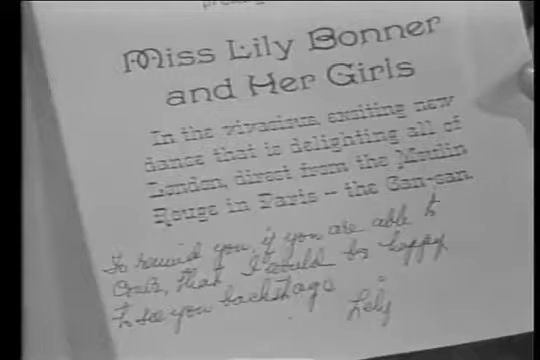 Miss Lily Bonner
and Her Girls
In the vivacious exciting new
dance that is delighting all of
London, direct from the Moulin
Rouge in Paris – the Can-can.
To remind you, if you are able to
come, that I would be happy
to see you backstage
Lily